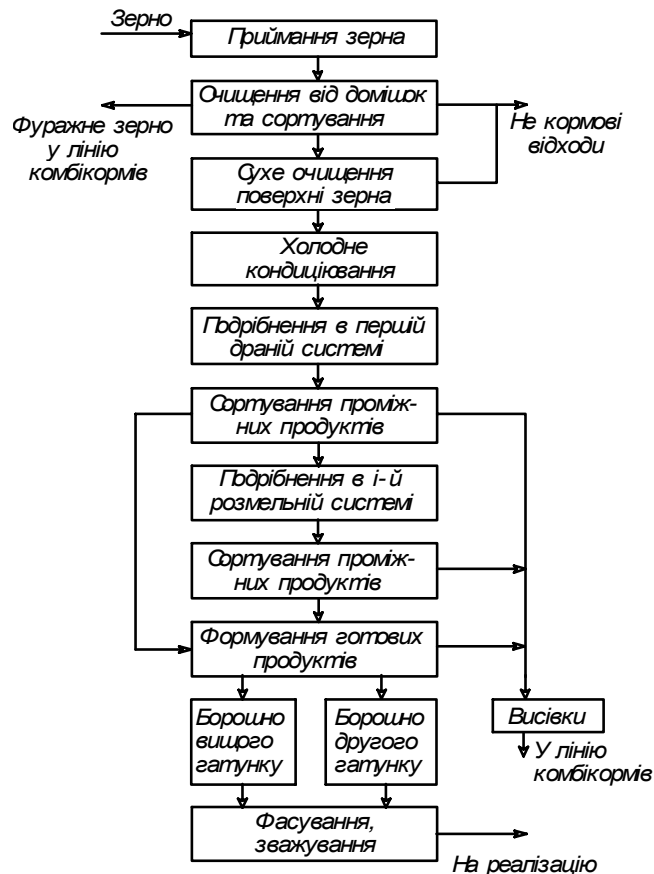 Зерно
Приймання зерна
Очищення від домішок
та сортування
Фуражне зерно
у лінію
комбікормів
Не кормові
відходи
Сухе очищення
поверхні зерна
Холодне
кондиціювання
Подрібнення в першій
драній системі
Сортування проміж-
них продуктів
Подрібнення в і-й
розмельній системі
Сортування проміж-
них продуктів
Формування готових
продуктів
Борошно
вищого
гатунку
Борошно
другого
гатунку
Висівки
У лінію
комбікормів
Фасування,
зважування
На реалізацію